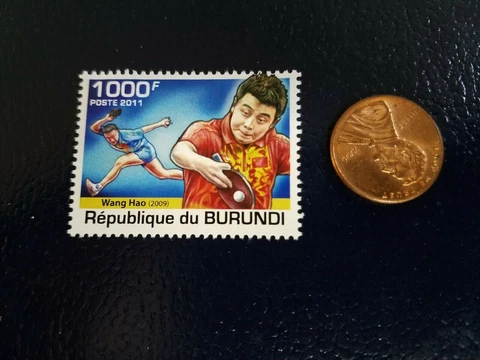 1000F
POSTE 2011
Wang Hao (2009)
République du BURUNDI